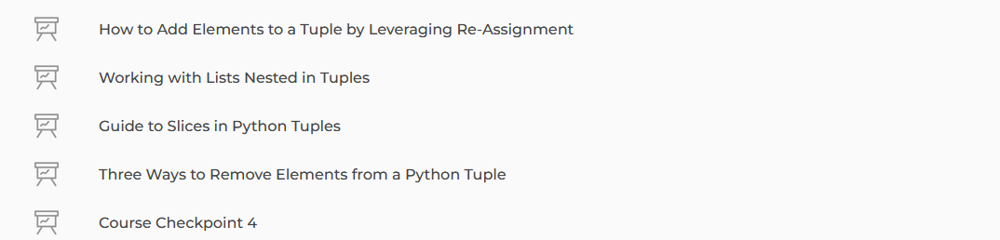 How to Add Elements to a Tuple by Leveraging Re-Assignment
Working with Lists Nested in Tuples
Guide to Slices in Python Tuples
Three Ways to Remove Elements from a Python Tuple
Course Checkpoint 4